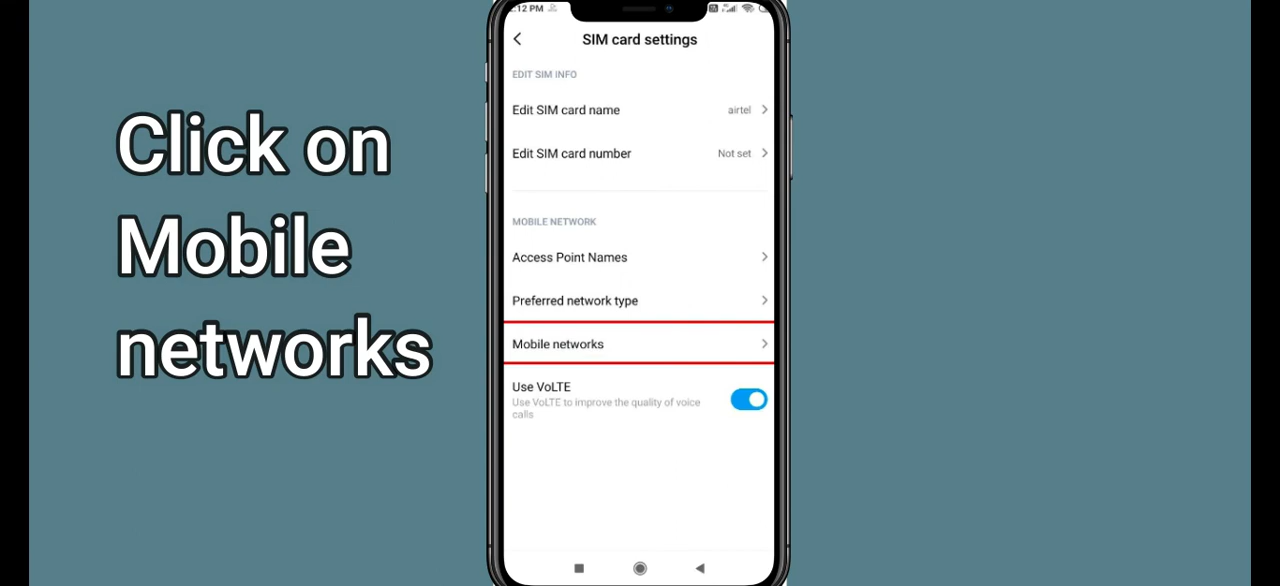 Click on
Mobile
networks
:12 PM
SIM card settings
EDIT SIM INFO
Edit SIM card name
airtel
Edit SIM card number
Not set
MOBILE NETWORK
Access Point Names
Preferred network type
Mobile networks
Use VoLTE
Use VoLTE to improve the quality of voice
calls